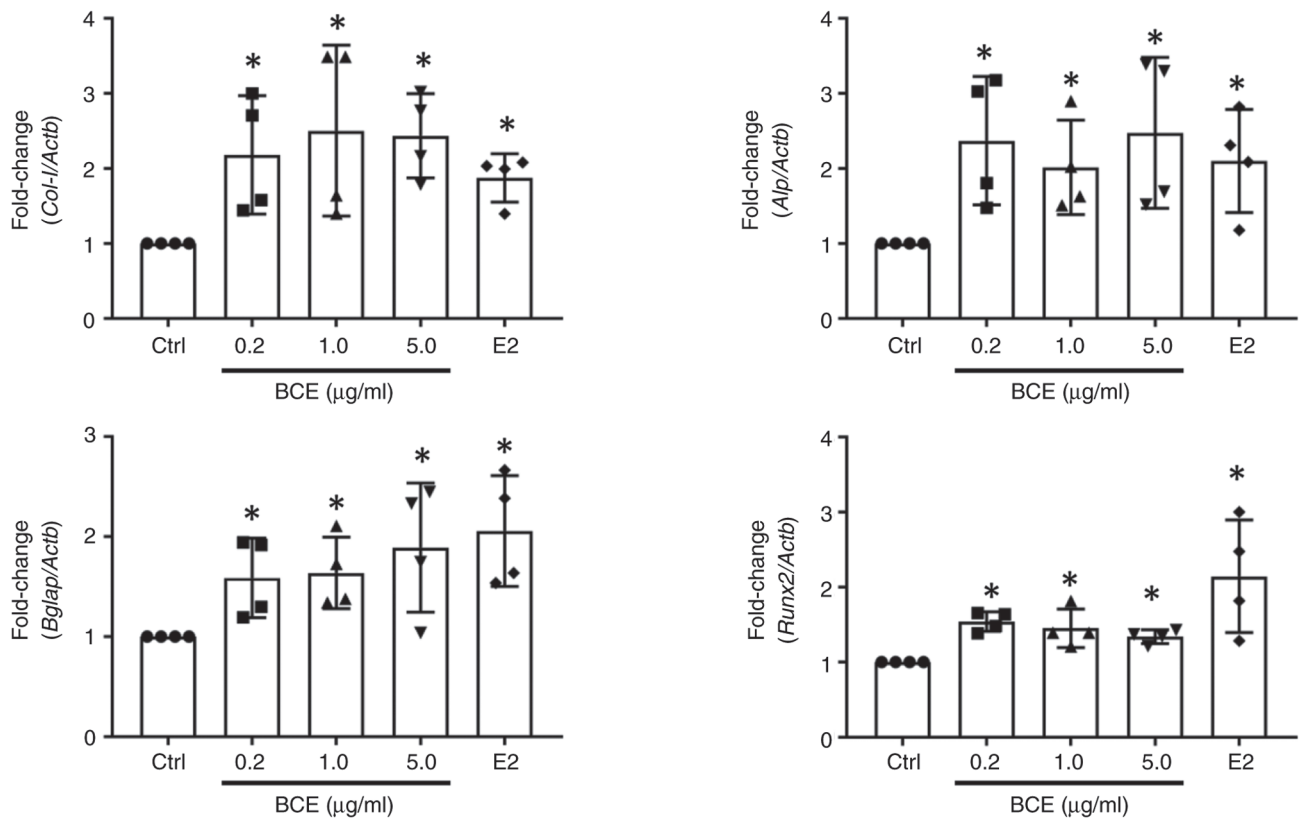 Fold-change
(Col-I/Actb)
4
3
2
1
0
* * * *
Ctrl 0.2 1.0 5.0 E2
BCE (μg/ml)
Fold-change
(Alp/Actb)
4
3
2
1
0
* * * *
Ctrl 0.2 1.0 5.0 E2
BCE (μg/ml)
Fold-change
(Bglap/Actb)
3
2
1
0
* * * *
Ctrl 0.2 1.0 5.0 E2
BCE (μg/ml)
Fold-change
(Runx2/Actb)
4
3
2
1
0
* * * *
Ctrl 0.2 1.0 5.0 E2
BCE (μg/ml)